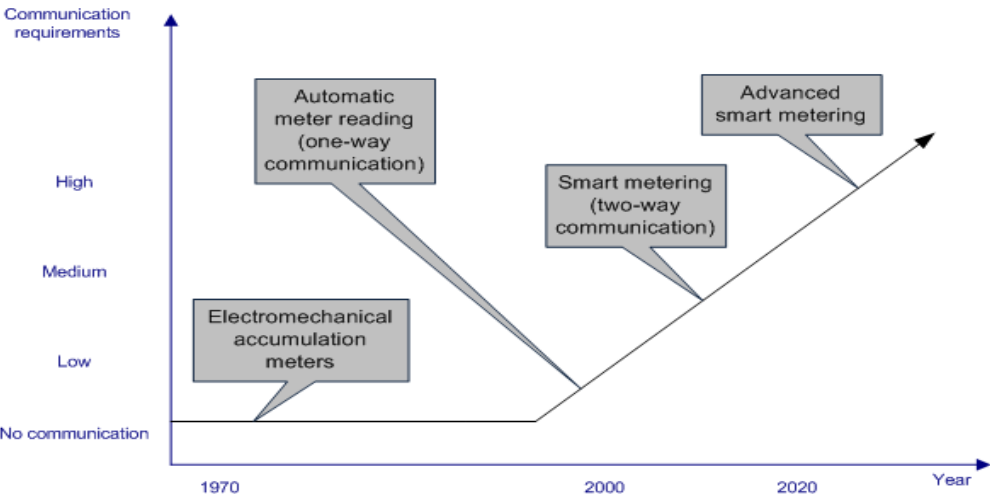 Communication
requirements
Automatic
meter reading
(one-way
communication)
Advanced
smart metering
High
Smart metering
(two-way
communication)
Medium
Electromechanical
accumulation
meters
Low
No communication
1970
2000
2020
Year